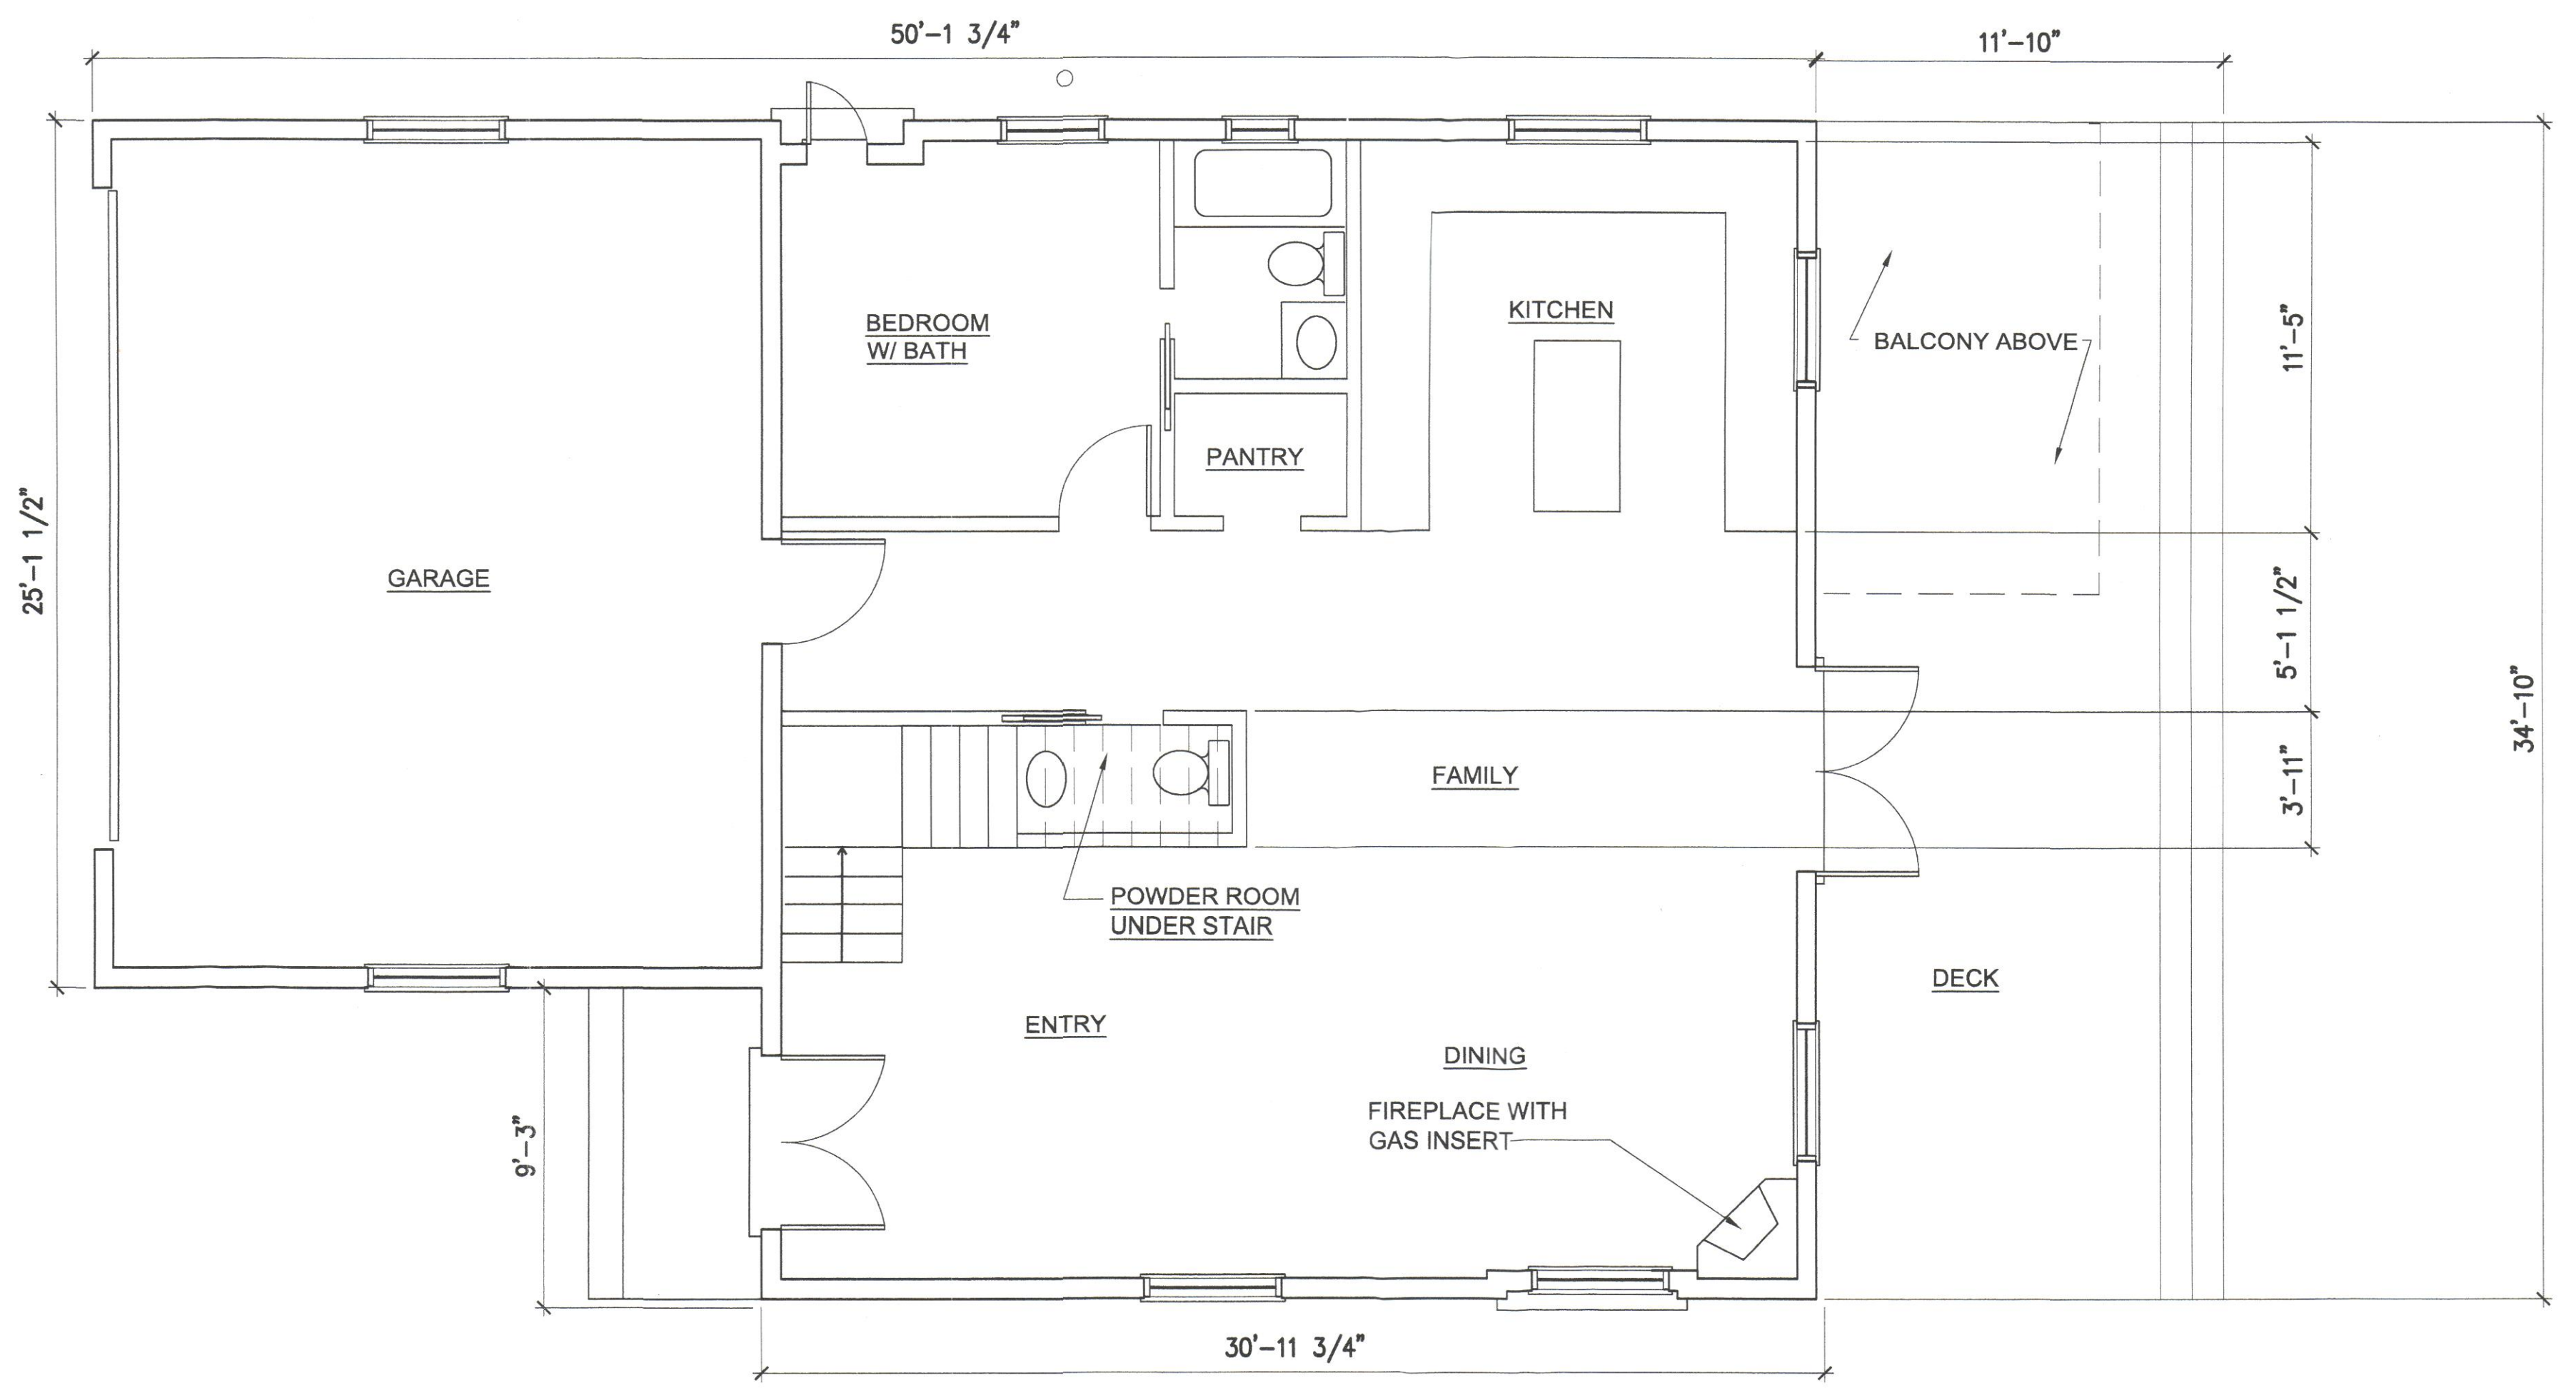 50'-1 3/4"
11'-10"
BEDROOM
W/ BATH
KITCHEN
BALCONY ABOVE
11'-5"
PANTRY
25'-1 1/2"
GARAGE
5'-1 1/2"
34'-10"
FAMILY
3'-11"
POWDER ROOM
UNDER STAIR
DECK
ENTRY
DINING
FIREPLACE WITH
GAS INSERT
9'-3"
30'-11 3/4"